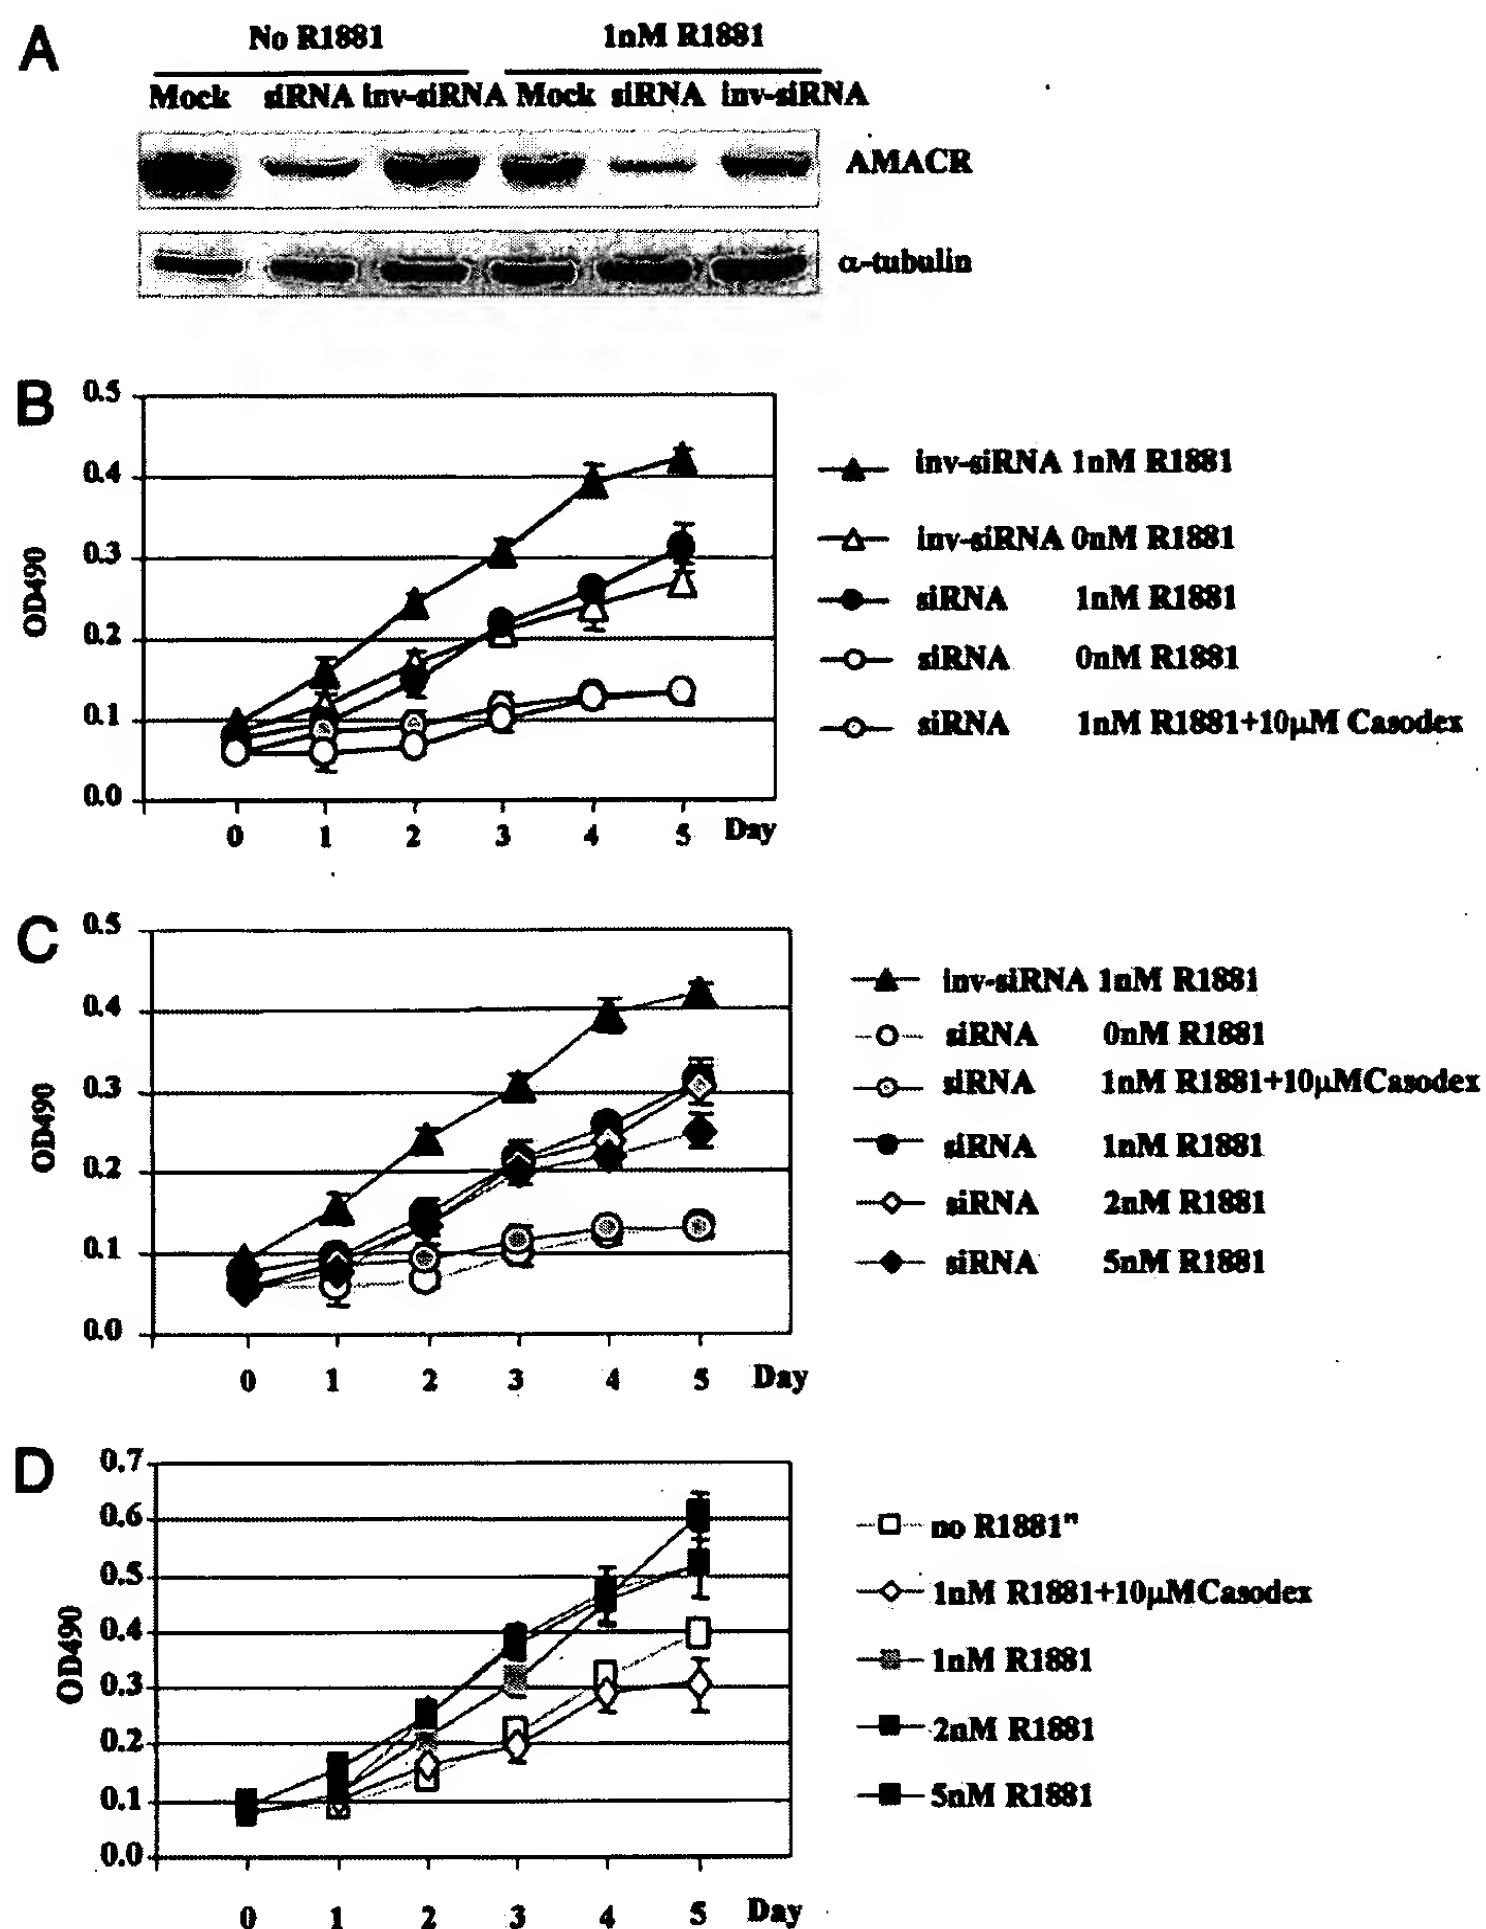 A
No R1881 1nM R1881
Mock siRNA inv-siRNA Mock siRNA inv-siRNA
AMACR
α-tubulin
B
0.5
0.4
0.3
0.2
0.1
0.0
OD490
0 1 2 3 4 5 Day
inv-siRNA 1nM R1881
inv-siRNA 0nM R1881
siRNA 1nM R1881
siRNA 0nM R1881
siRNA 1nM R1881+10μM Casodex
C
0.5
0.4
0.3
0.2
0.1
0.0
OD490
0 1 2 3 4 5 Day
inv-siRNA 1nM R1881
siRNA 0nM R1881
siRNA 1nM R1881+10μMCasodex
siRNA 1nM R1881
siRNA 2nM R1881
siRNA 5nM R1881
D
0.7
0.6
0.5
0.4
0.3
0.2
0.1
0.0
OD490
0 1 2 3 4 5 Day
no R1881"
1nM R1881+10μMCasodex
1nM R1881
2nM R1881
5nM R1881